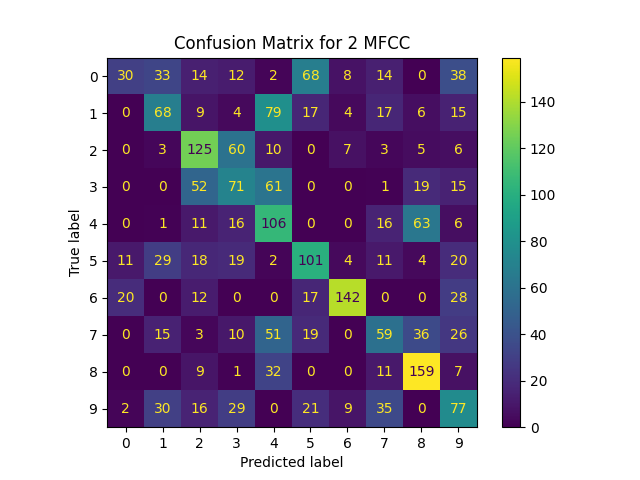 Confusion Matrix for 2 MFCC
0 30 33 14 12 2 68 8 14 0 38
1 0 68 9 4 79 17 4 17 6 15
2 0 3 125 60 10 0 7 3 5 6
3 0 0 52 71 61 0 0 1 19 15
4 0 1 11 16 106 0 0 16 63 6
5 11 29 18 19 2 101 4 11 4 20
6 20 0 12 0 0 17 142 0 0 28
7 0 15 3 10 51 19 0 59 36 26
8 0 0 9 1 32 0 0 11 159 7
9 2 30 16 29 0 21 9 35 0 77
0 1 2 3 4 5 6 7 8 9
Predicted label
True label
140
120
100
80
60
40
20
0